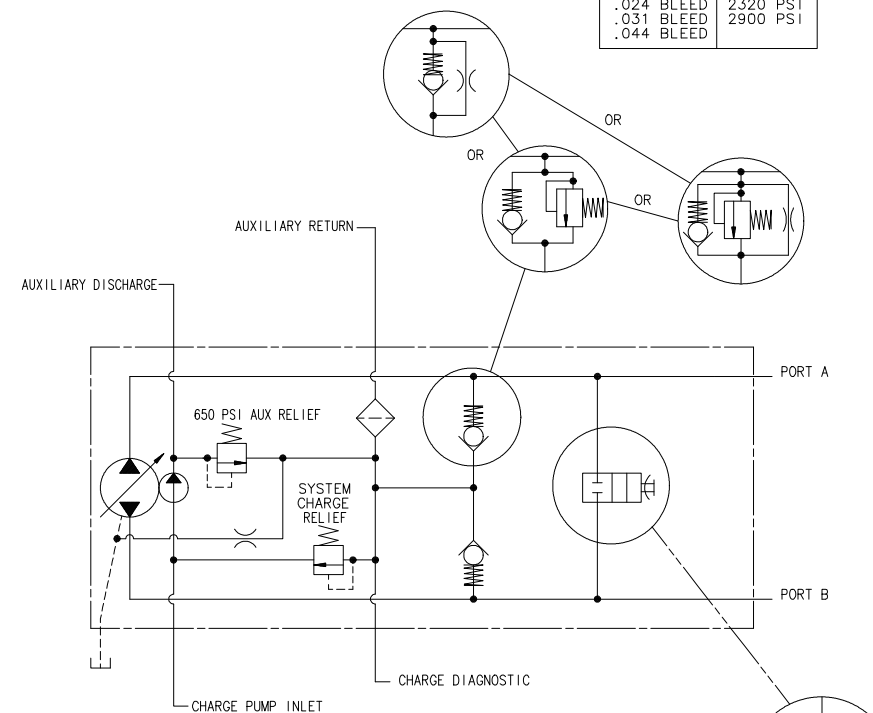 .024 BLEED 2320 PSI
.031 BLEED 2900 PSI
.044 BLEED
OR
OR
OR
AUXILIARY RETURN
AUXILIARY DISCHARGE
PORT A
650 PSI AUX RELIEF
SYSTEM
CHARGE
RELIEF
PORT B
CHARGE DIAGNOSTIC
CHARGE PUMP INLET